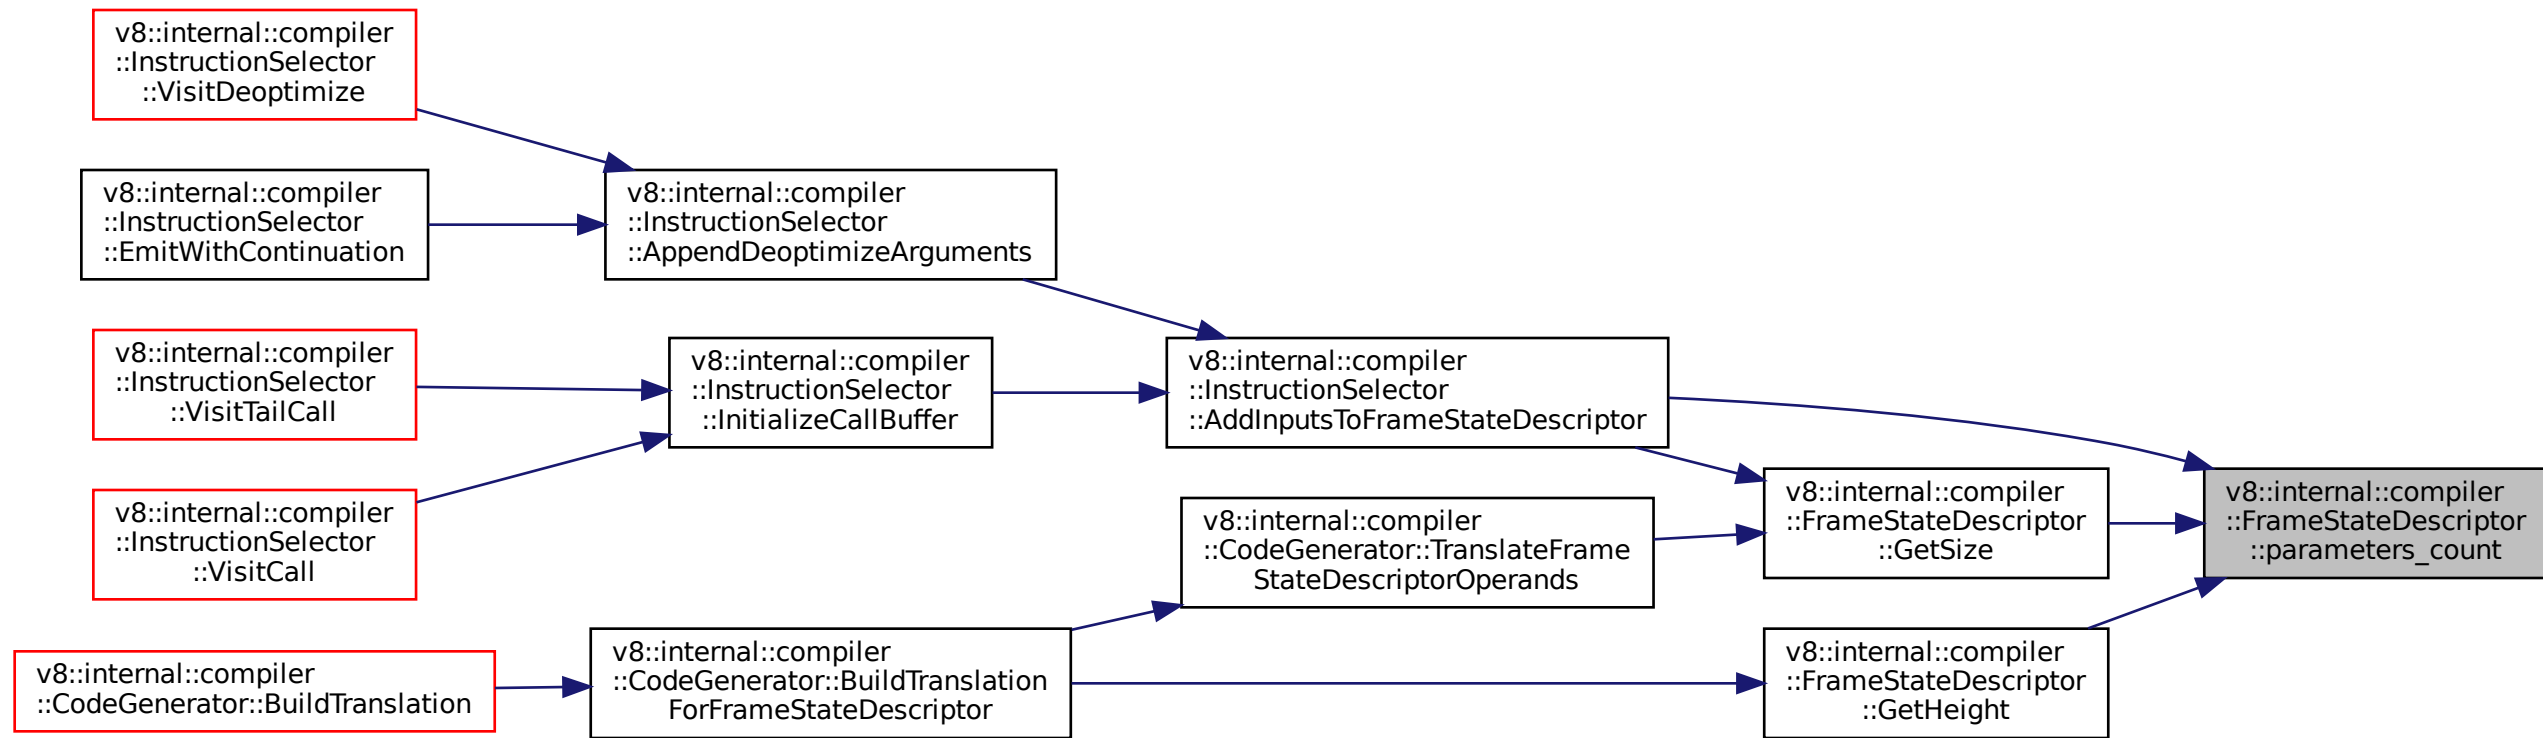 v8::internal::compiler
::InstructionSelector
::VisitDeoptimize
v8::internal::compiler
::InstructionSelector
::EmitWithContinuation
v8::internal::compiler
::InstructionSelector
::AppendDeoptimizeArguments
v8::internal::compiler
::InstructionSelector
::VisitTailCall
v8::internal::compiler
::InstructionSelector
::InitializeCallBuffer
v8::internal::compiler
::InstructionSelector
::AddInputsToFrameStateDescriptor
v8::internal::compiler
::InstructionSelector
::VisitCall
v8::internal::compiler
::CodeGenerator::TranslateFrame
StateDescriptorOperands
v8::internal::compiler
::FrameStateDescriptor
::GetSize
v8::internal::compiler
::FrameStateDescriptor
::parameters_count
v8::internal::compiler
::CodeGenerator::BuildTranslation
v8::internal::compiler
::CodeGenerator::BuildTranslation
ForFrameStateDescriptor
v8::internal::compiler
::FrameStateDescriptor
::GetHeight